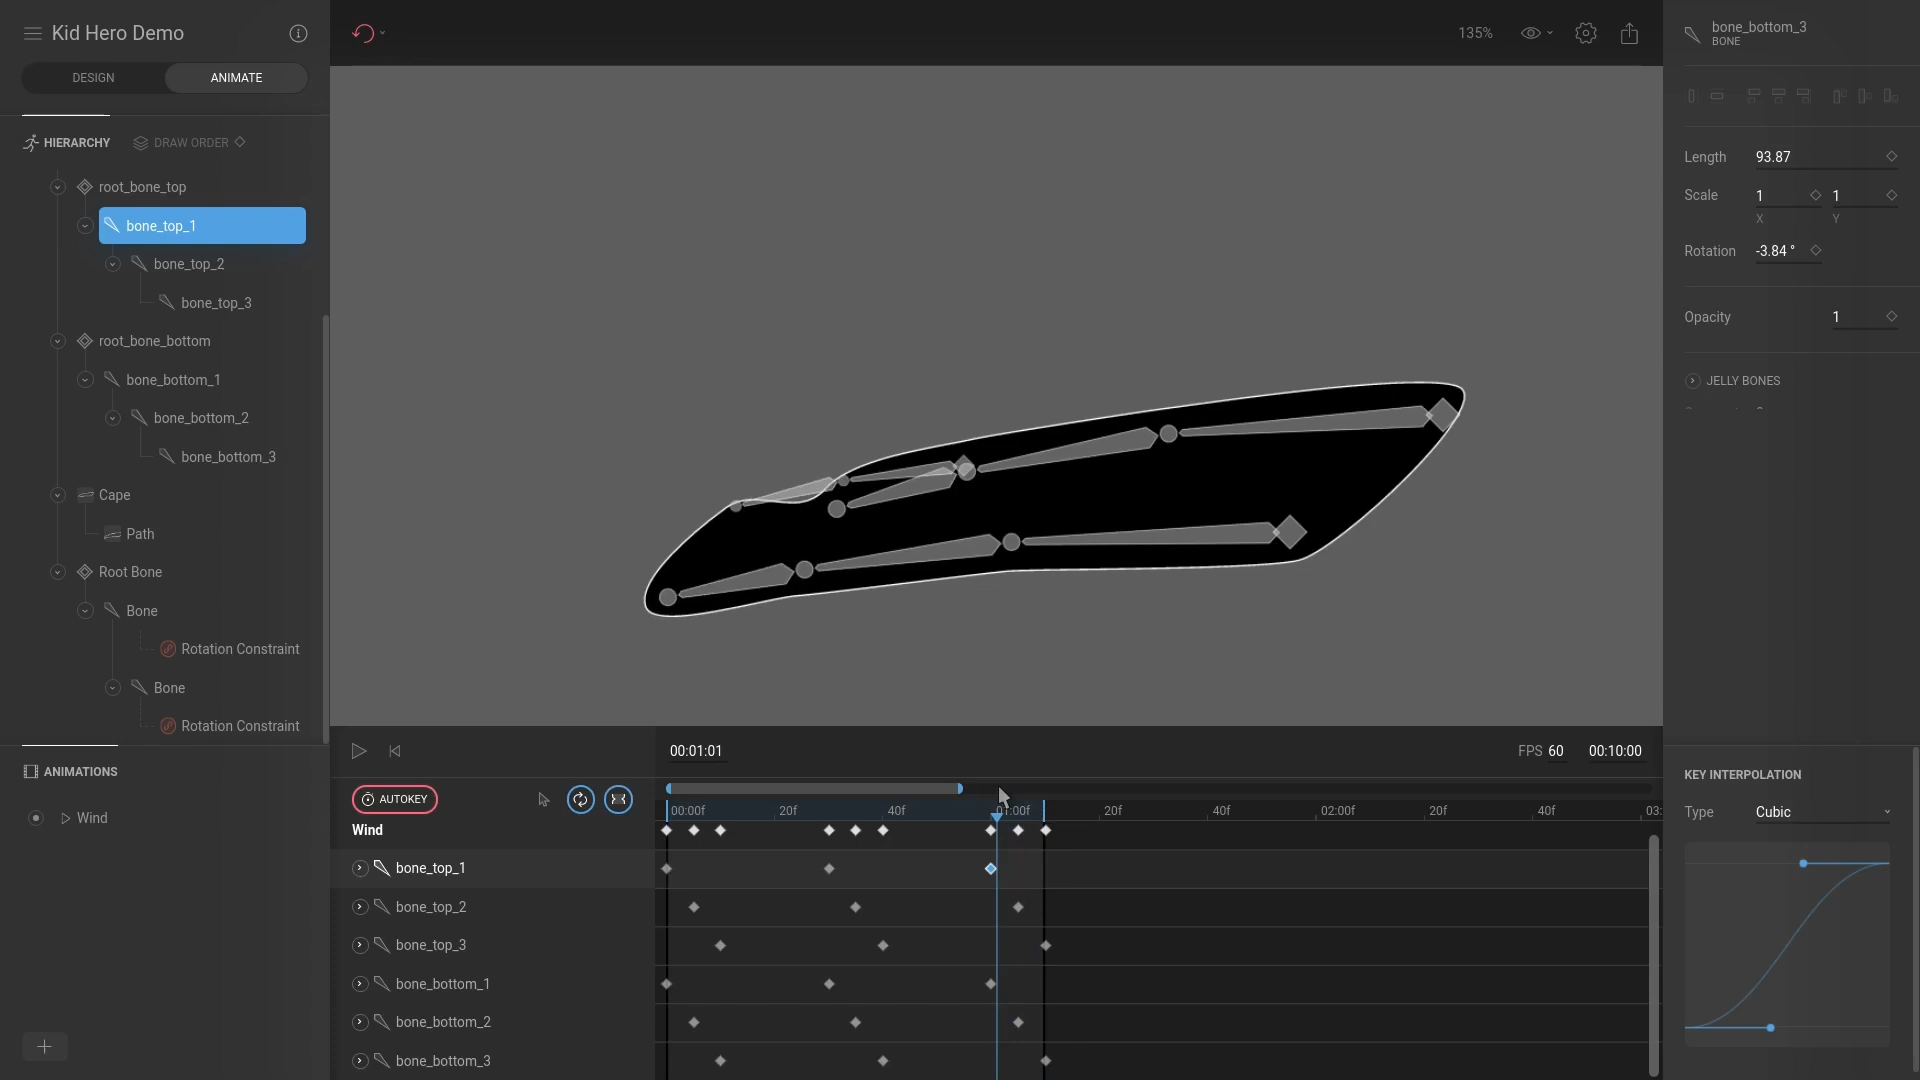 Kid Hero Demo
DESIGN ANIMATE
HIERARCHY DRAW ORDER
root_bone_top
bone_top_1
bone_top_2
bone_top_3
root_bone_bottom
bone_bottom_1
bone_bottom_2
bone_bottom_3
Cape
Path
Root Bone
Bone
Rotation Constraint
Bone
Rotation Constraint
ANIMATIONS
Wind
135%
00:01:01 FPS 60 00:10:00
AUTOKEY
00:00f 20f 40f 01:00f 20f 40f 02:00f 20f 40f 03:
Wind
bone_top_1
bone_top_2
bone_top_3
bone_bottom_1
bone_bottom_2
bone_bottom_3
bone_bottom_3
BONE
Length 93.87
Scale 1 1
X Y
Rotation -3.84 °
Opacity 1
JELLY BONES
KEY INTERPOLATION
Type Cubic